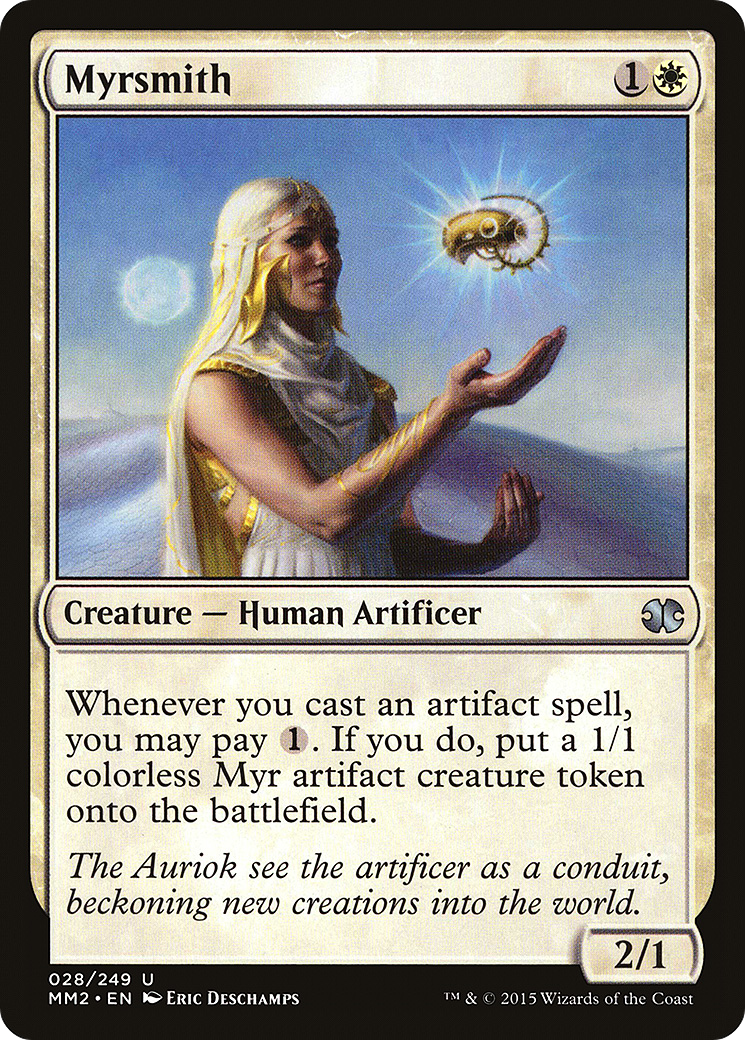 Myrsmith 1
Creature — Human Artificer
Whenever you cast an artifact spell,
you may pay 1. If you do, put a 1/1
colorless Myr artifact creature token
onto the battlefield.
The Auriok see the artificer as a conduit,
beckoning new creations into the world.
2/1
028/249 U
MM2 • EN Eric Deschamps
™ & © 2015 Wizards of the Coast